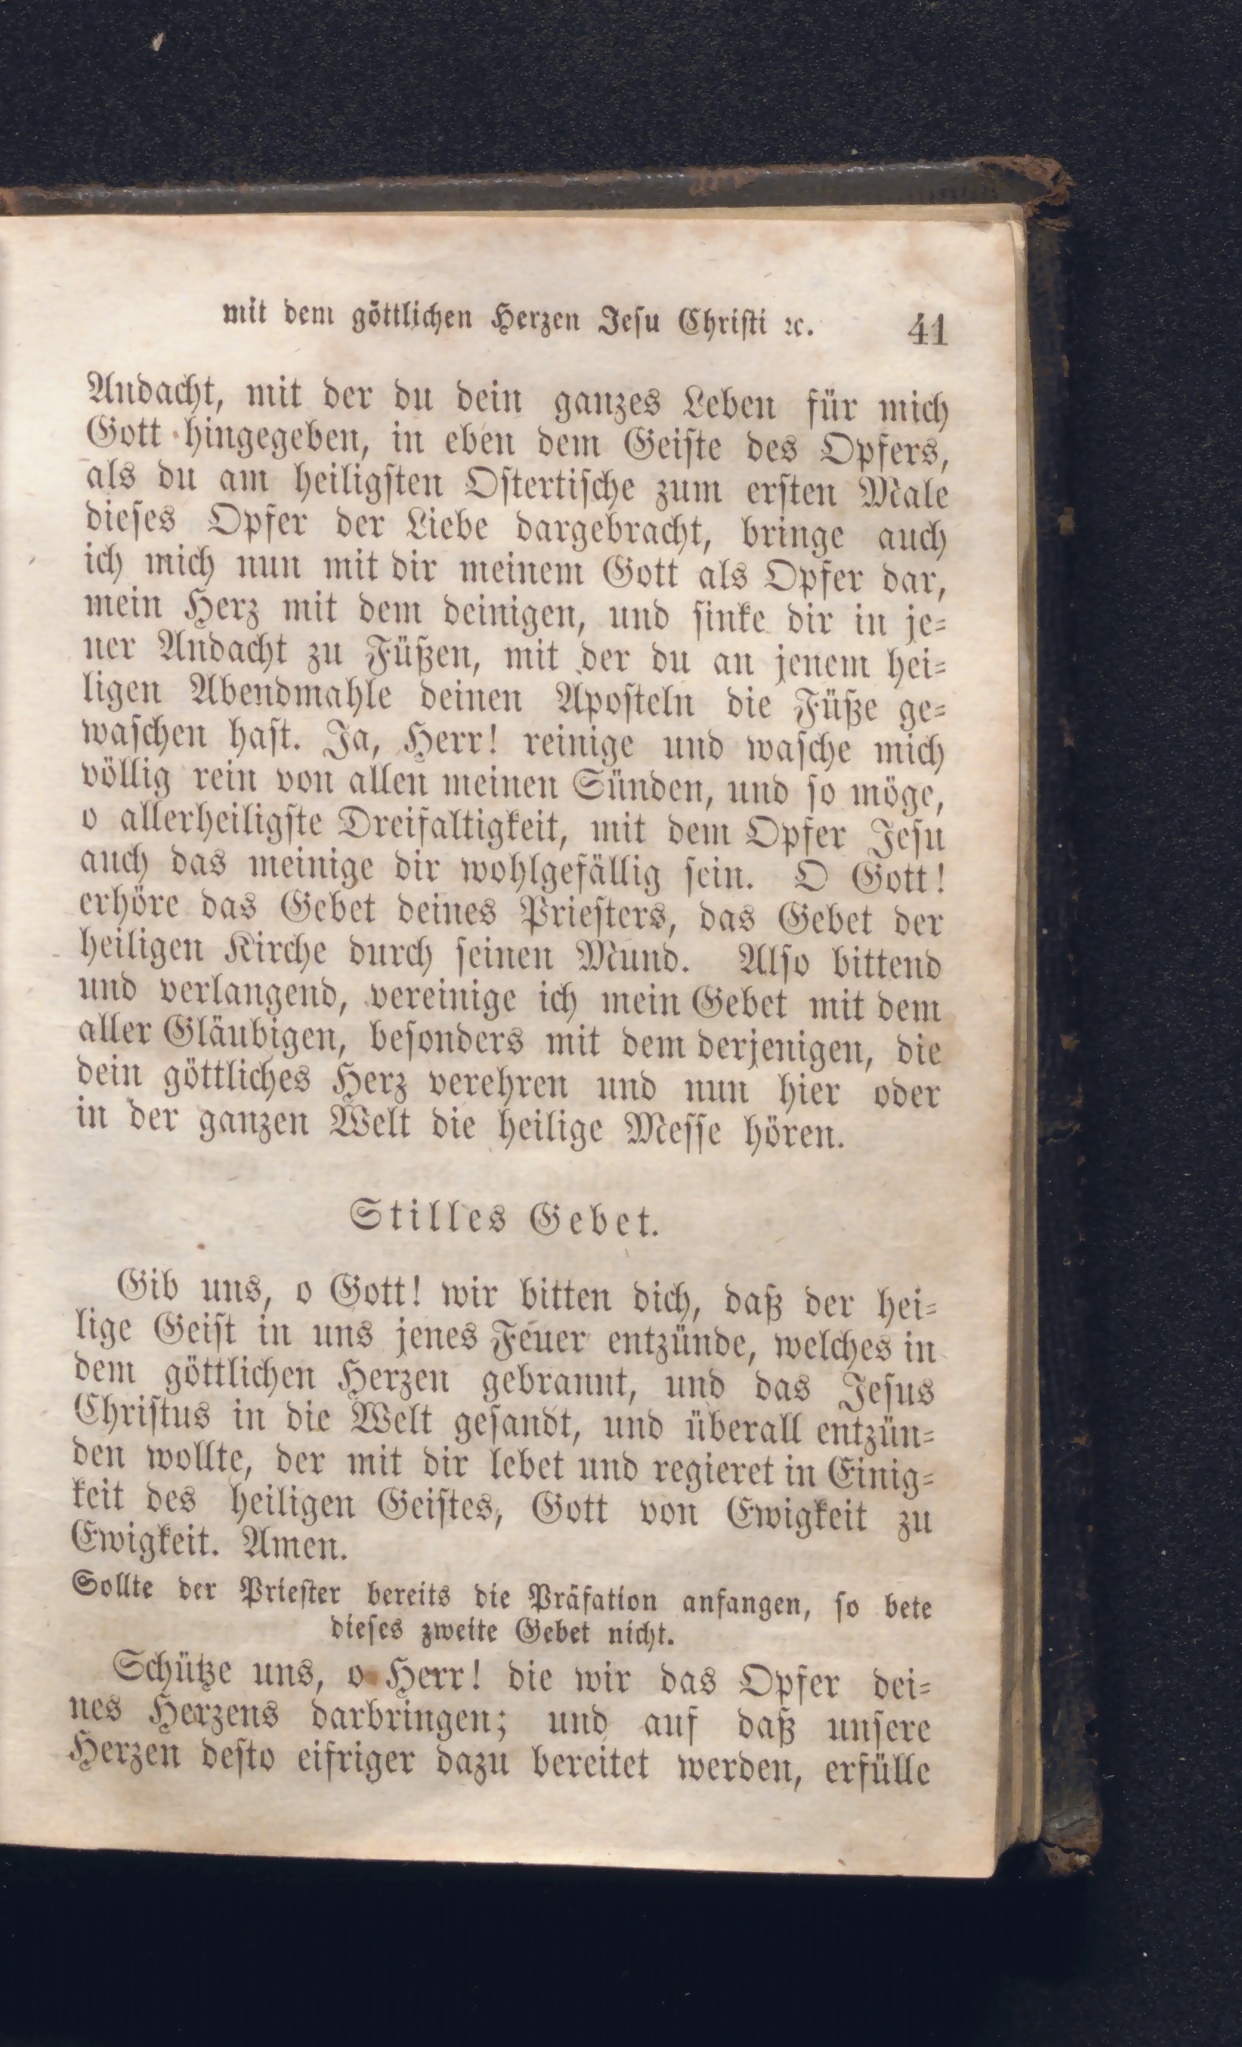 mit dem göttlichen Herzen Jesu Christi ꝛc. 41
Andacht, mit der du dein ganzes Leben für mich
Gott hingegeben, in eben dem Geiste des Opfers,
als du am heiligsten Ostertische zum ersten Male
dieses Opfer der Liebe dargebracht, bringe auch
ich mich nun mit dir meinem Gott als Opfer dar,
mein Herz mit dem deinigen, und sinke dir in je-
ner Andacht zu Füßen, mit der du an jenem hei-
ligen Abendmahle deinen Aposteln die Füße ge-
waschen hast. Ja, Herr! reinige und wasche mich
völlig rein von allen meinen Sünden, und so möge,
o allerheiligste Dreifaltigkeit, mit dem Opfer Jesu
auch das meinige dir wohlgefällig sein. O Gott!
erhöre das Gebet deines Priesters, das Gebet der
heiligen Kirche durch seinen Mund. Also bittend
und verlangend, vereinige ich mein Gebet mit dem
aller Gläubigen, besonders mit dem derjenigen, die
dein göttliches Herz verehren und nun hier oder
in der ganzen Welt die heilige Messe hören.
Stilles Gebet.
Gib uns, o Gott! wir bitten dich, daß der hei-
lige Geist in uns jenes Feuer entzünde, welches in
dem göttlichen Herzen gebrannt, und das Jesus
Christus in die Welt gesandt, und überall entzün-
den wollte, der mit dir lebet und regieret in Einig-
keit des heiligen Geistes, Gott von Ewigkeit zu
Ewigkeit. Amen.
Sollte der Priester bereits die Präfation anfangen, so bete
dieses zweite Gebet nicht.
Schütze uns, o Herr! die wir das Opfer dei-
nes Herzens darbringen; und auf daß unsere
Herzen desto eifriger dazu bereitet werden, erfülle